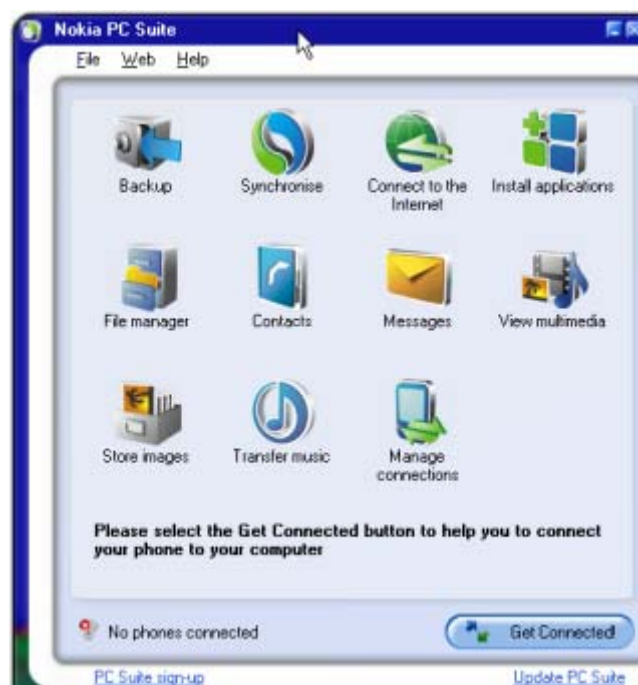 Nokia PC Suite
File Web Help
Backup
Synchronise
Connect to the
Internet
Install applications
File manager
Contacts
Messages
View multimedia
Store images
Transfer music
Manage
connections
Please select the Get Connected button to help you to connect
your phone to your computer
No phones connected
Get Connected
PC Suite sign-up
Update PC Suite